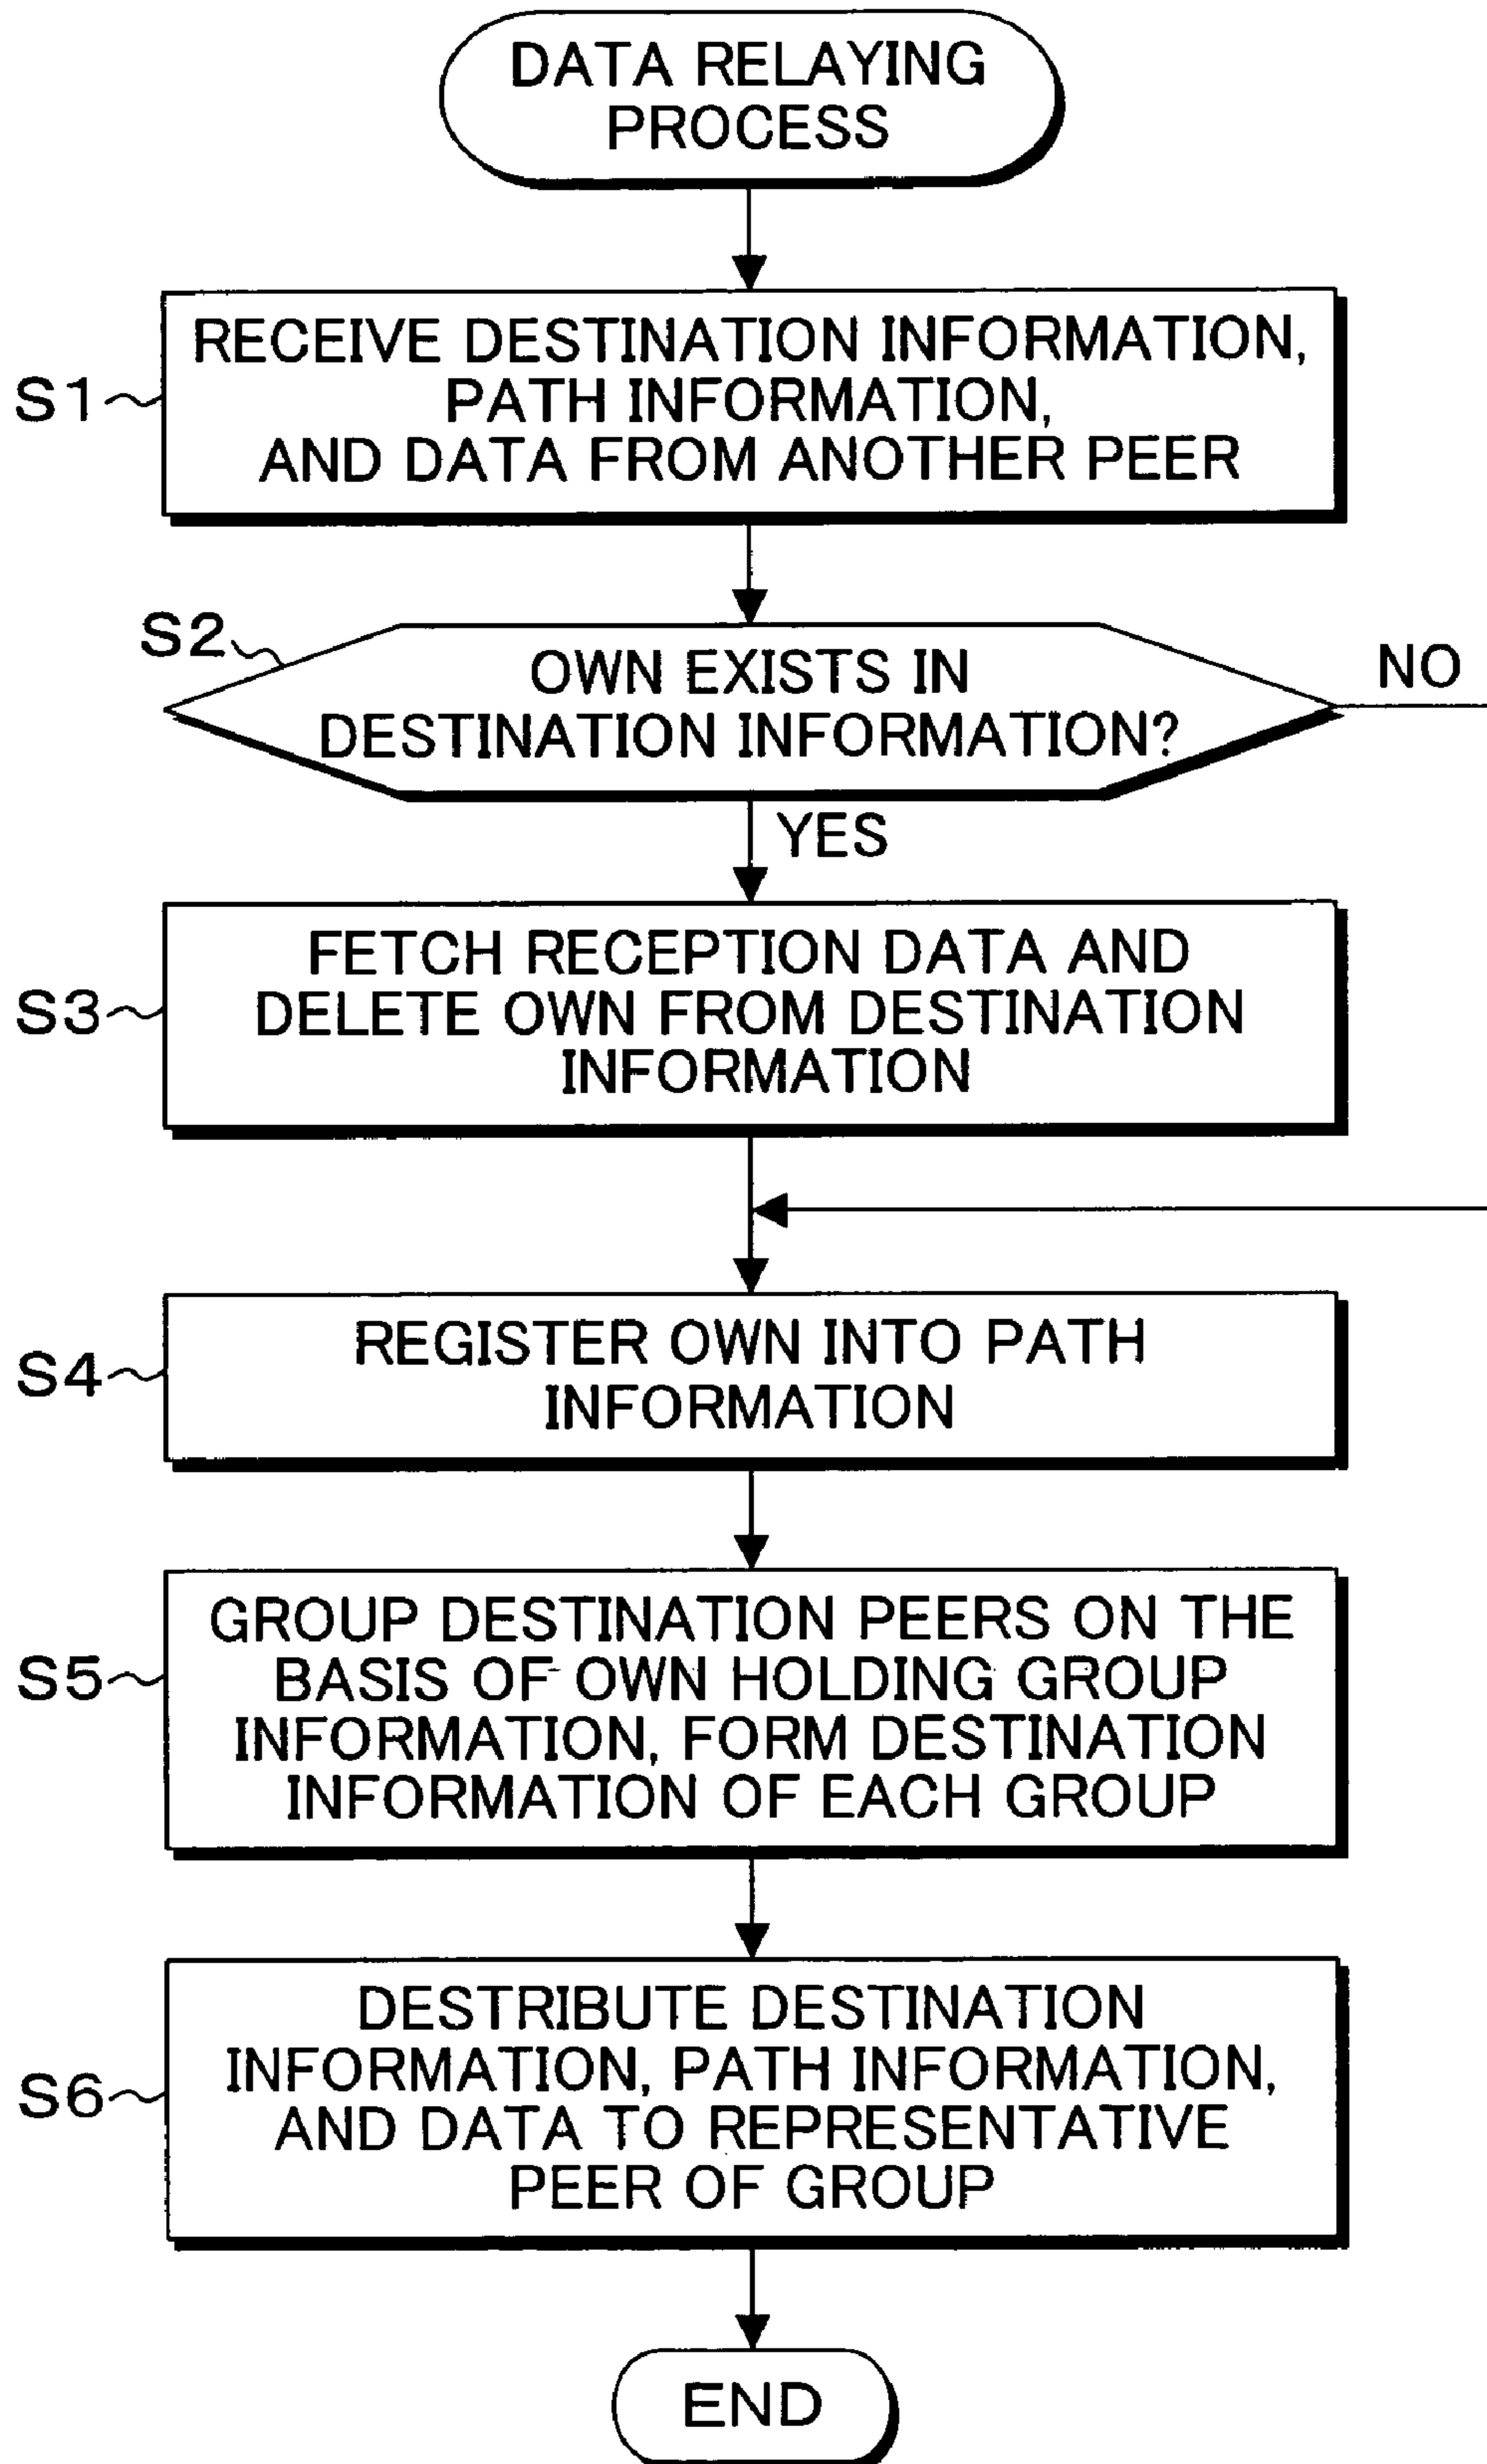 DATA RELAYING
PROCESS
S1
RECEIVE DESTINATION INFORMATION,
PATH INFORMATION,
AND DATA FROM ANOTHER PEER
S2
OWN EXISTS IN
DESTINATION INFORMATION?
NO
YES
S3
FETCH RECEPTION DATA AND
DELETE OWN FROM DESTINATION
INFORMATION
S4
REGISTER OWN INTO PATH
INFORMATION
S5
GROUP DESTINATION PEERS ON THE
BASIS OF OWN HOLDING GROUP
INFORMATION, FORM DESTINATION
INFORMATION OF EACH GROUP
S6
DESTRIBUTE DESTINATION
INFORMATION, PATH INFORMATION,
AND DATA TO REPRESENTATIVE
PEER OF GROUP
END